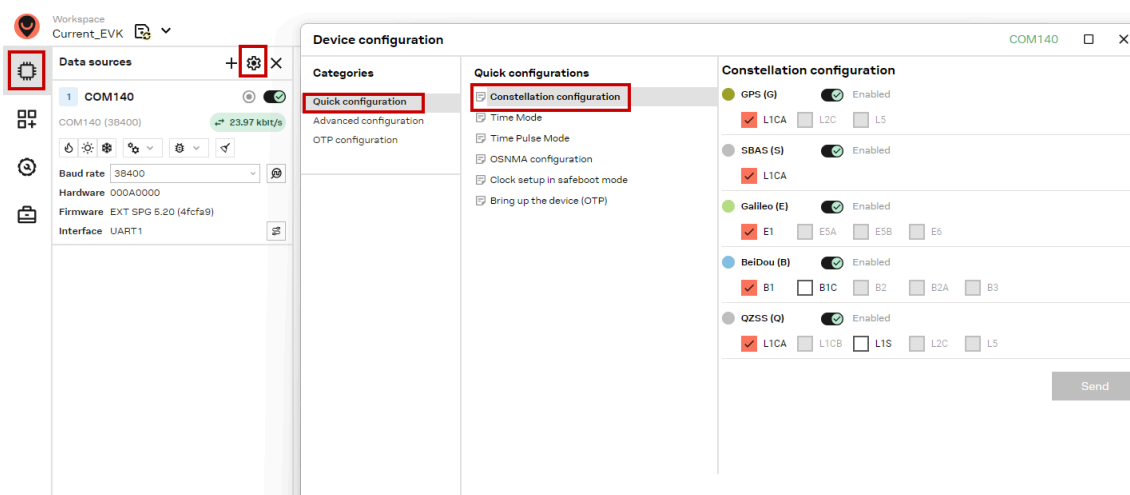 Workspace
Current_EVK
Data sources
1 COM140
COM140 (38400)
23.97 kbit/s
Baud rate 38400
Hardware 000A0000
Firmware EXT SPG 5.20 (4fcfa9)
Interface UART1
Device configuration
COM140
Categories
Quick configuration
Advanced configuration
OTP configuration
Quick configurations
Constellation configuration
Time Mode
Time Pulse Mode
OSNMA configuration
Clock setup in safeboot mode
Bring up the device (OTP)
Constellation configuration
GPS (G) Enabled
L1CA L2C L5
SBAS (S) Enabled
L1CA
Galileo (E) Enabled
E1 E5A E5B E6
BeiDou (B) Enabled
B1 B1C B2 B2A B3
QZSS (Q) Enabled
L1CA L1CB L1S L2C L5
Send